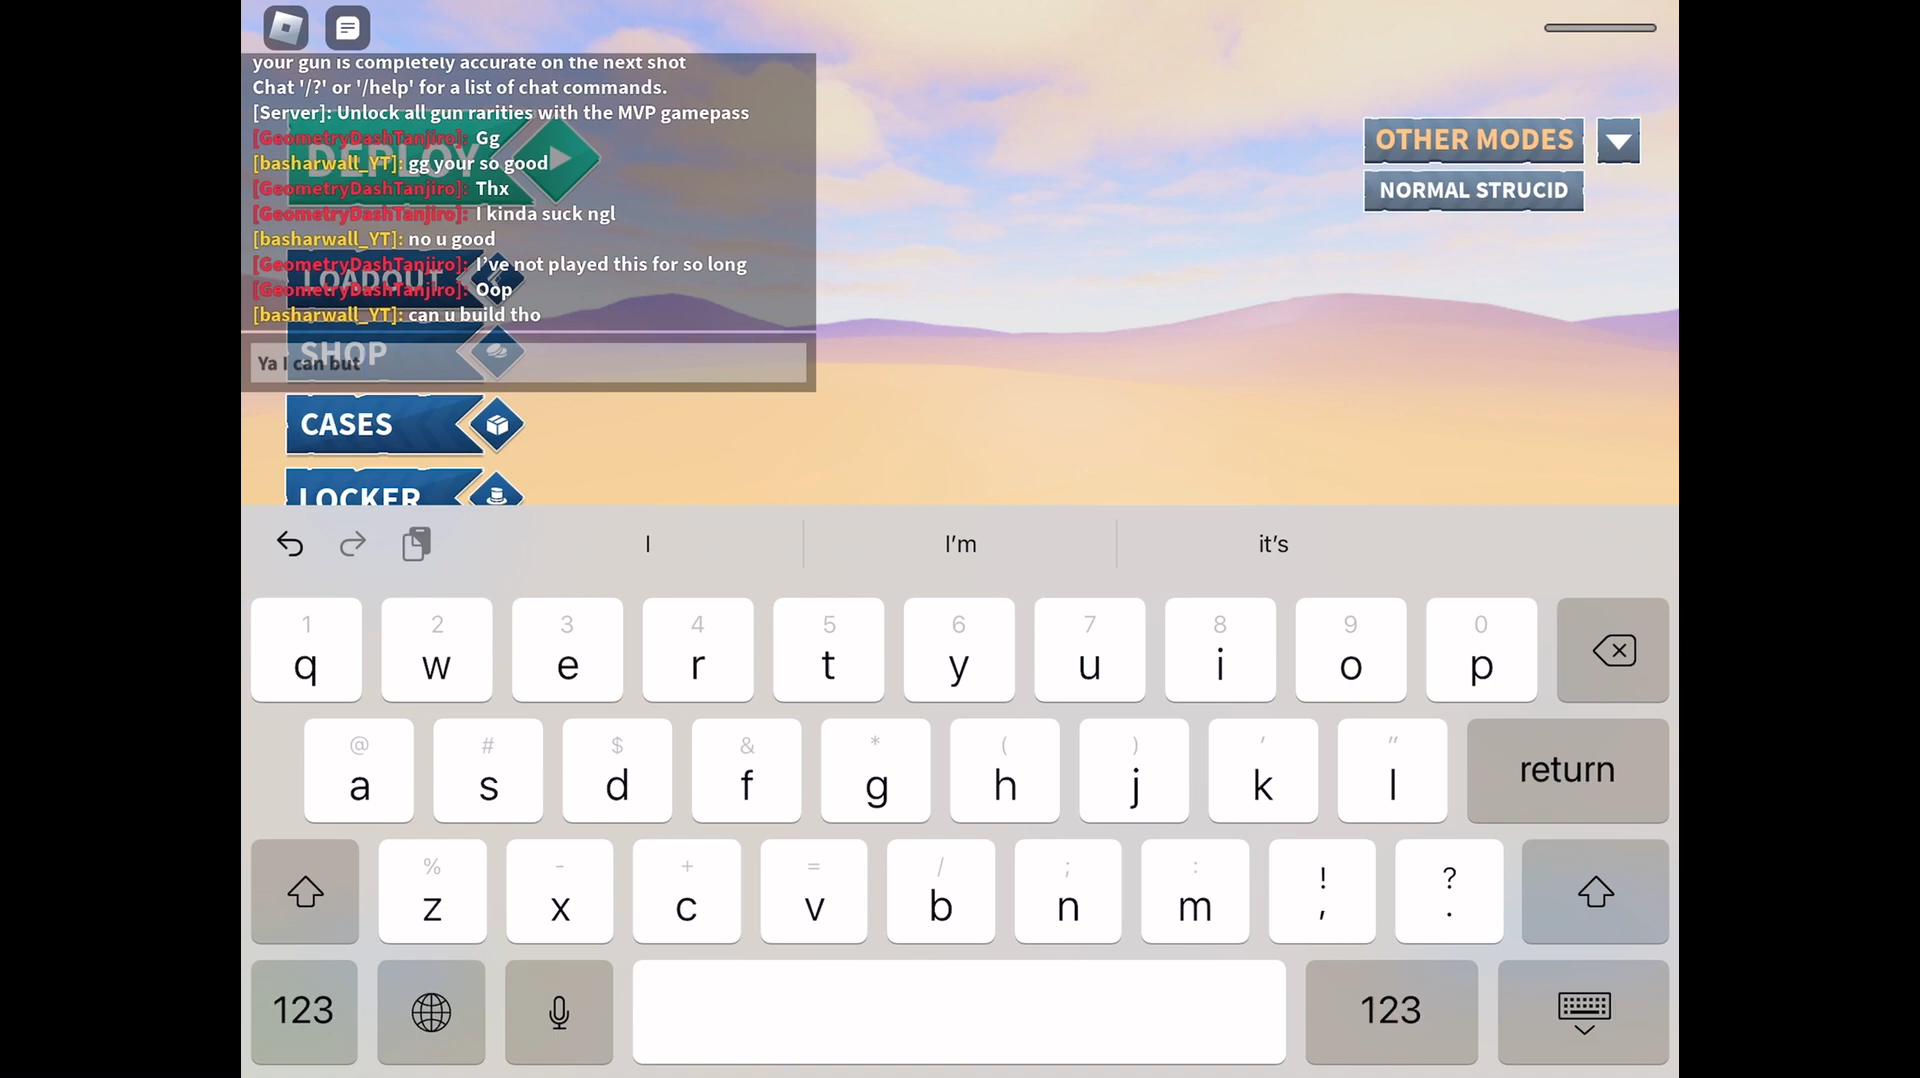 your gun is completely accurate on the next shot
Chat '/?' or '/help' for a list of chat commands.
[Server]: Unlock all gun rarities with the MVP gamepass
[GeometryDashTanjiro]: Gg
[basharwall_YT]: gg your so good
[GeometryDashTanjiro]: Thx
[GeometryDashTanjiro]: I kinda suck ngl
[basharwall_YT]: no u good
[GeometryDashTanjiro]: I've not played this for so long
[GeometryDashTanjiro]: Oop
[basharwall_YT]: can u build tho
Ya I can but
DEPLOY
LOADOUT
SHOP
CASES
LOCKER
OTHER MODES
NORMAL STRUCID
I I'm it's
1 2 3 4 5 6 7 8 9 0
q w e r t y u i o p
@ # $ & * ( ) ' "
a s d f g h j k l return
% - + = / ; : ! ?
z x c v b n m , .
123 123